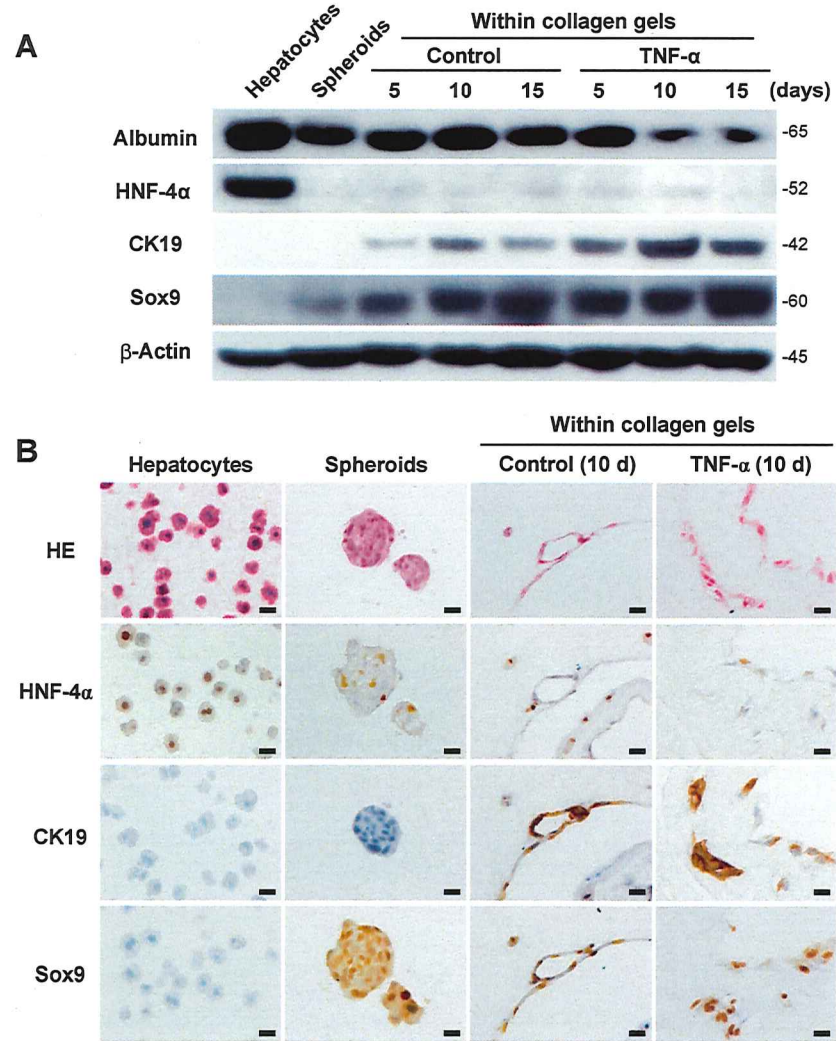 A
Hepatocytes
Spheroids
Within collagen gels
Control
TNF-α
5 10 15 5 10 15 (days)
Albumin -65
HNF-4α -52
CK19 -42
Sox9 -60
β-Actin -45
Within collagen gels
B
Hepatocytes Spheroids Control (10 d) TNF-α (10 d)
HE
HNF-4α
CK19
Sox9